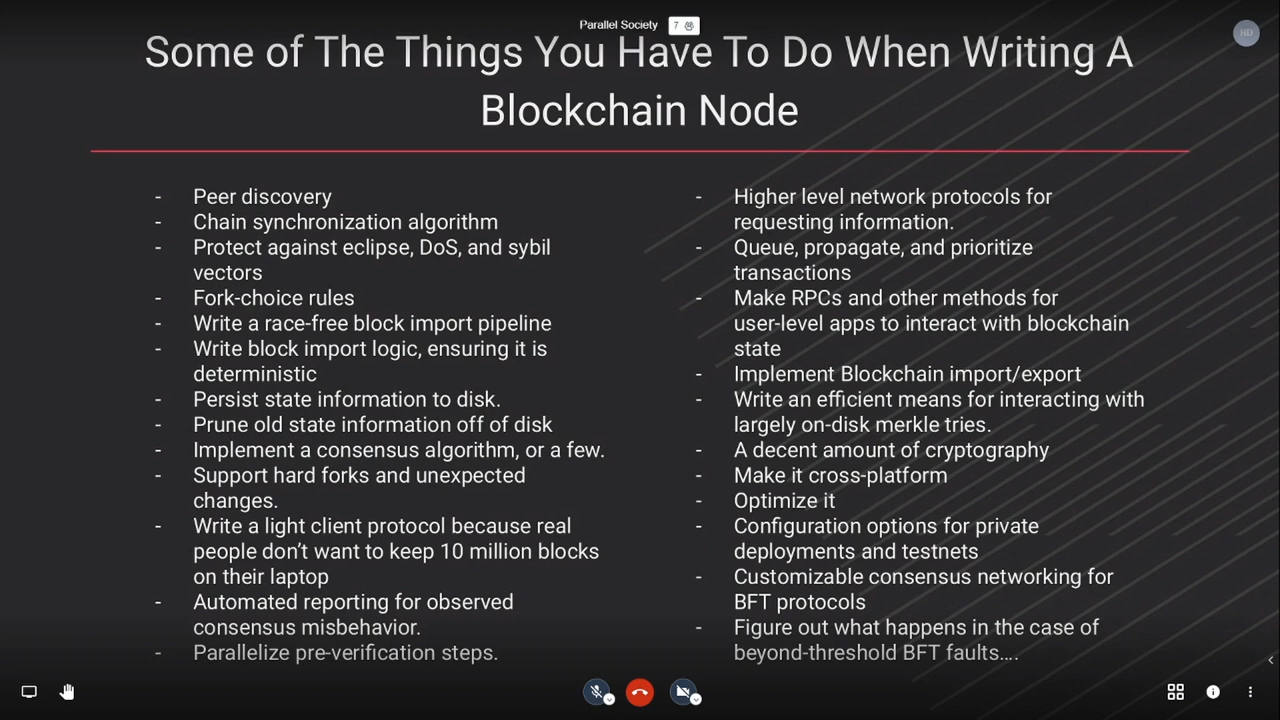 Parallel Society 7
HD
Some of The Things You Have To Do When Writing A
Blockchain Node
- Peer discovery
- Chain synchronization algorithm
- Protect against eclipse, DoS, and sybil
vectors
- Fork-choice rules
- Write a race-free block import pipeline
- Write block import logic, ensuring it is
deterministic
- Persist state information to disk.
- Prune old state information off of disk
- Implement a consensus algorithm, or a few.
- Support hard forks and unexpected
changes.
- Write a light client protocol because real
people don’t want to keep 10 million blocks
on their laptop
- Automated reporting for observed
consensus misbehavior.
- Parallelize pre-verification steps.
- Higher level network protocols for
requesting information.
- Queue, propagate, and prioritize
transactions
- Make RPCs and other methods for
user-level apps to interact with blockchain
state
- Implement Blockchain import/export
- Write an efficient means for interacting with
largely on-disk merkle tries.
- A decent amount of cryptography
- Make it cross-platform
- Optimize it
- Configuration options for private
deployments and testnets
- Customizable consensus networking for
BFT protocols
- Figure out what happens in the case of
beyond-threshold BFT faults....